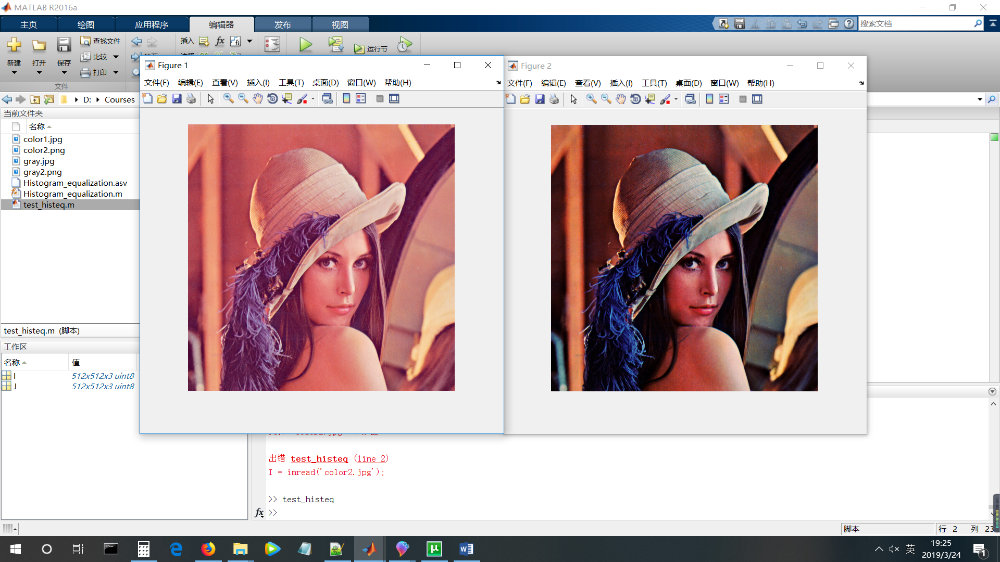 MATLAB R2016a
主页 绘图 应用程序 编辑器 发布 视图
搜索文档
查找文件
插入
新建 打开 保存 比较
运行节
打印
文件
D: Courses
当前文件夹
名称
color1.jpg
color2.png
gray.jpg
gray2.png
Histogram_equalization.asv
Histogram_equalization.m
test_histeq.m
test_histeq.m (脚本)
工作区
名称 值
I 512x512x3 uint8
J 512x512x3 uint8
Figure 1
文件(F) 编辑(E) 查看(V) 插入(I) 工具(T) 桌面(D) 窗口(W) 帮助(H)
Figure 2
文件(F) 编辑(E) 查看(V) 插入(I) 工具(T) 桌面(D) 窗口(W) 帮助(H)
出错 test_histeq (line 2)
I = imread('color2.jpg');
>> test_histeq
fx >>
脚本 行 2 列 23
英
19:25
2019/3/24
1